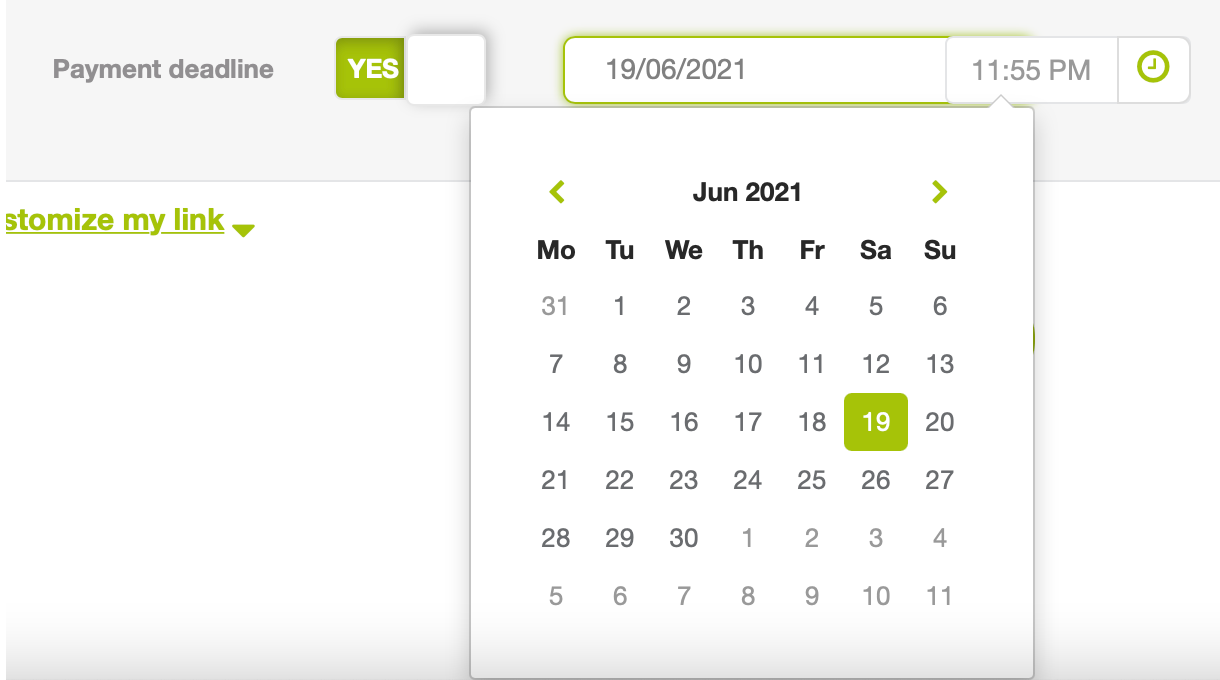 Payment deadline YES 19/06/2021 11:55 PM
stomize my link
Jun 2021
Mo Tu We Th Fr Sa Su
31 1 2 3 4 5 6
7 8 9 10 11 12 13
14 15 16 17 18 19 20
21 22 23 24 25 26 27
28 29 30 1 2 3 4
5 6 7 8 9 10 11